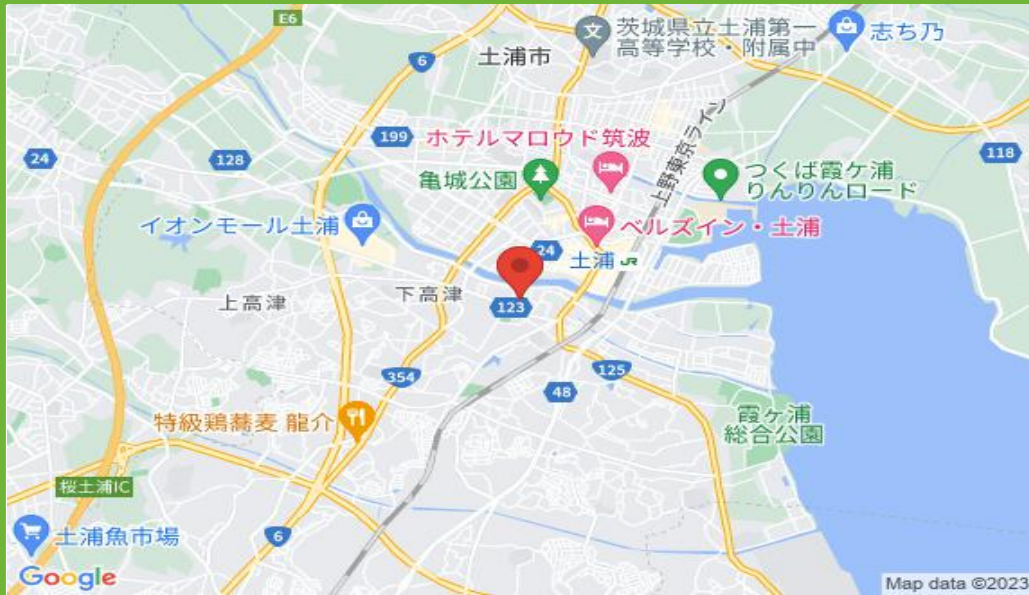 E6
茨城県立土浦第一
高等学校・附属中
志ち乃
土浦市
6
199
24
128
ホテルマロウド筑波
上野東京ライン
118
亀城公園
つくば霞ケ浦
りんりんロード
イオンモール土浦
ベルズイン・土浦
24
土浦 JR
上高津
下高津
123
354
125
48
特級鶏蕎麦 龍介
霞ヶ浦
総合公園
桜土浦IC
土浦魚市場
6
Google
Map data ©2023